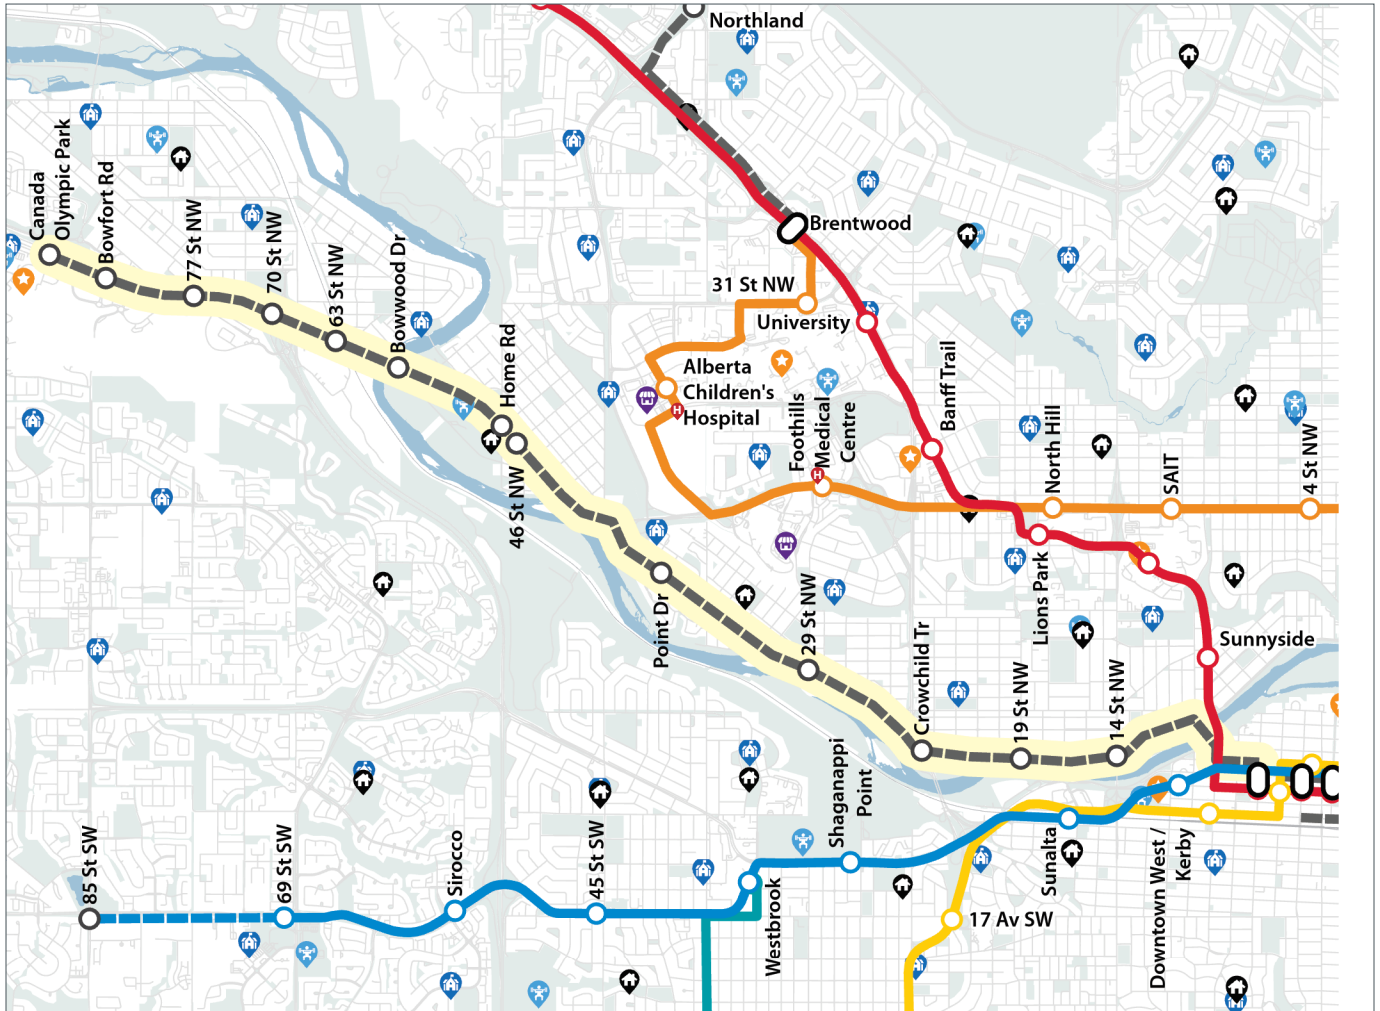 Northland
Canada
Olympic Park
Bowfort Rd
77 St NW
70 St NW
63 St NW
Bowwood Dr
Brentwood
31 St NW
University
Home Rd
46 St NW
Alberta
Children's
Hospital
Foothills
Medical
Centre
Banff Trail
North Hill
SAIT
4 St NW
Lions Park
Point Dr
29 St NW
Crowchild Tr
19 St NW
14 St NW
Sunnyside
85 St SW
69 St SW
Sirocco
45 St SW
Westbrook
Shaganappi
Point
17 Av SW
Sunalta
Downtown West /
Kerby
H
H